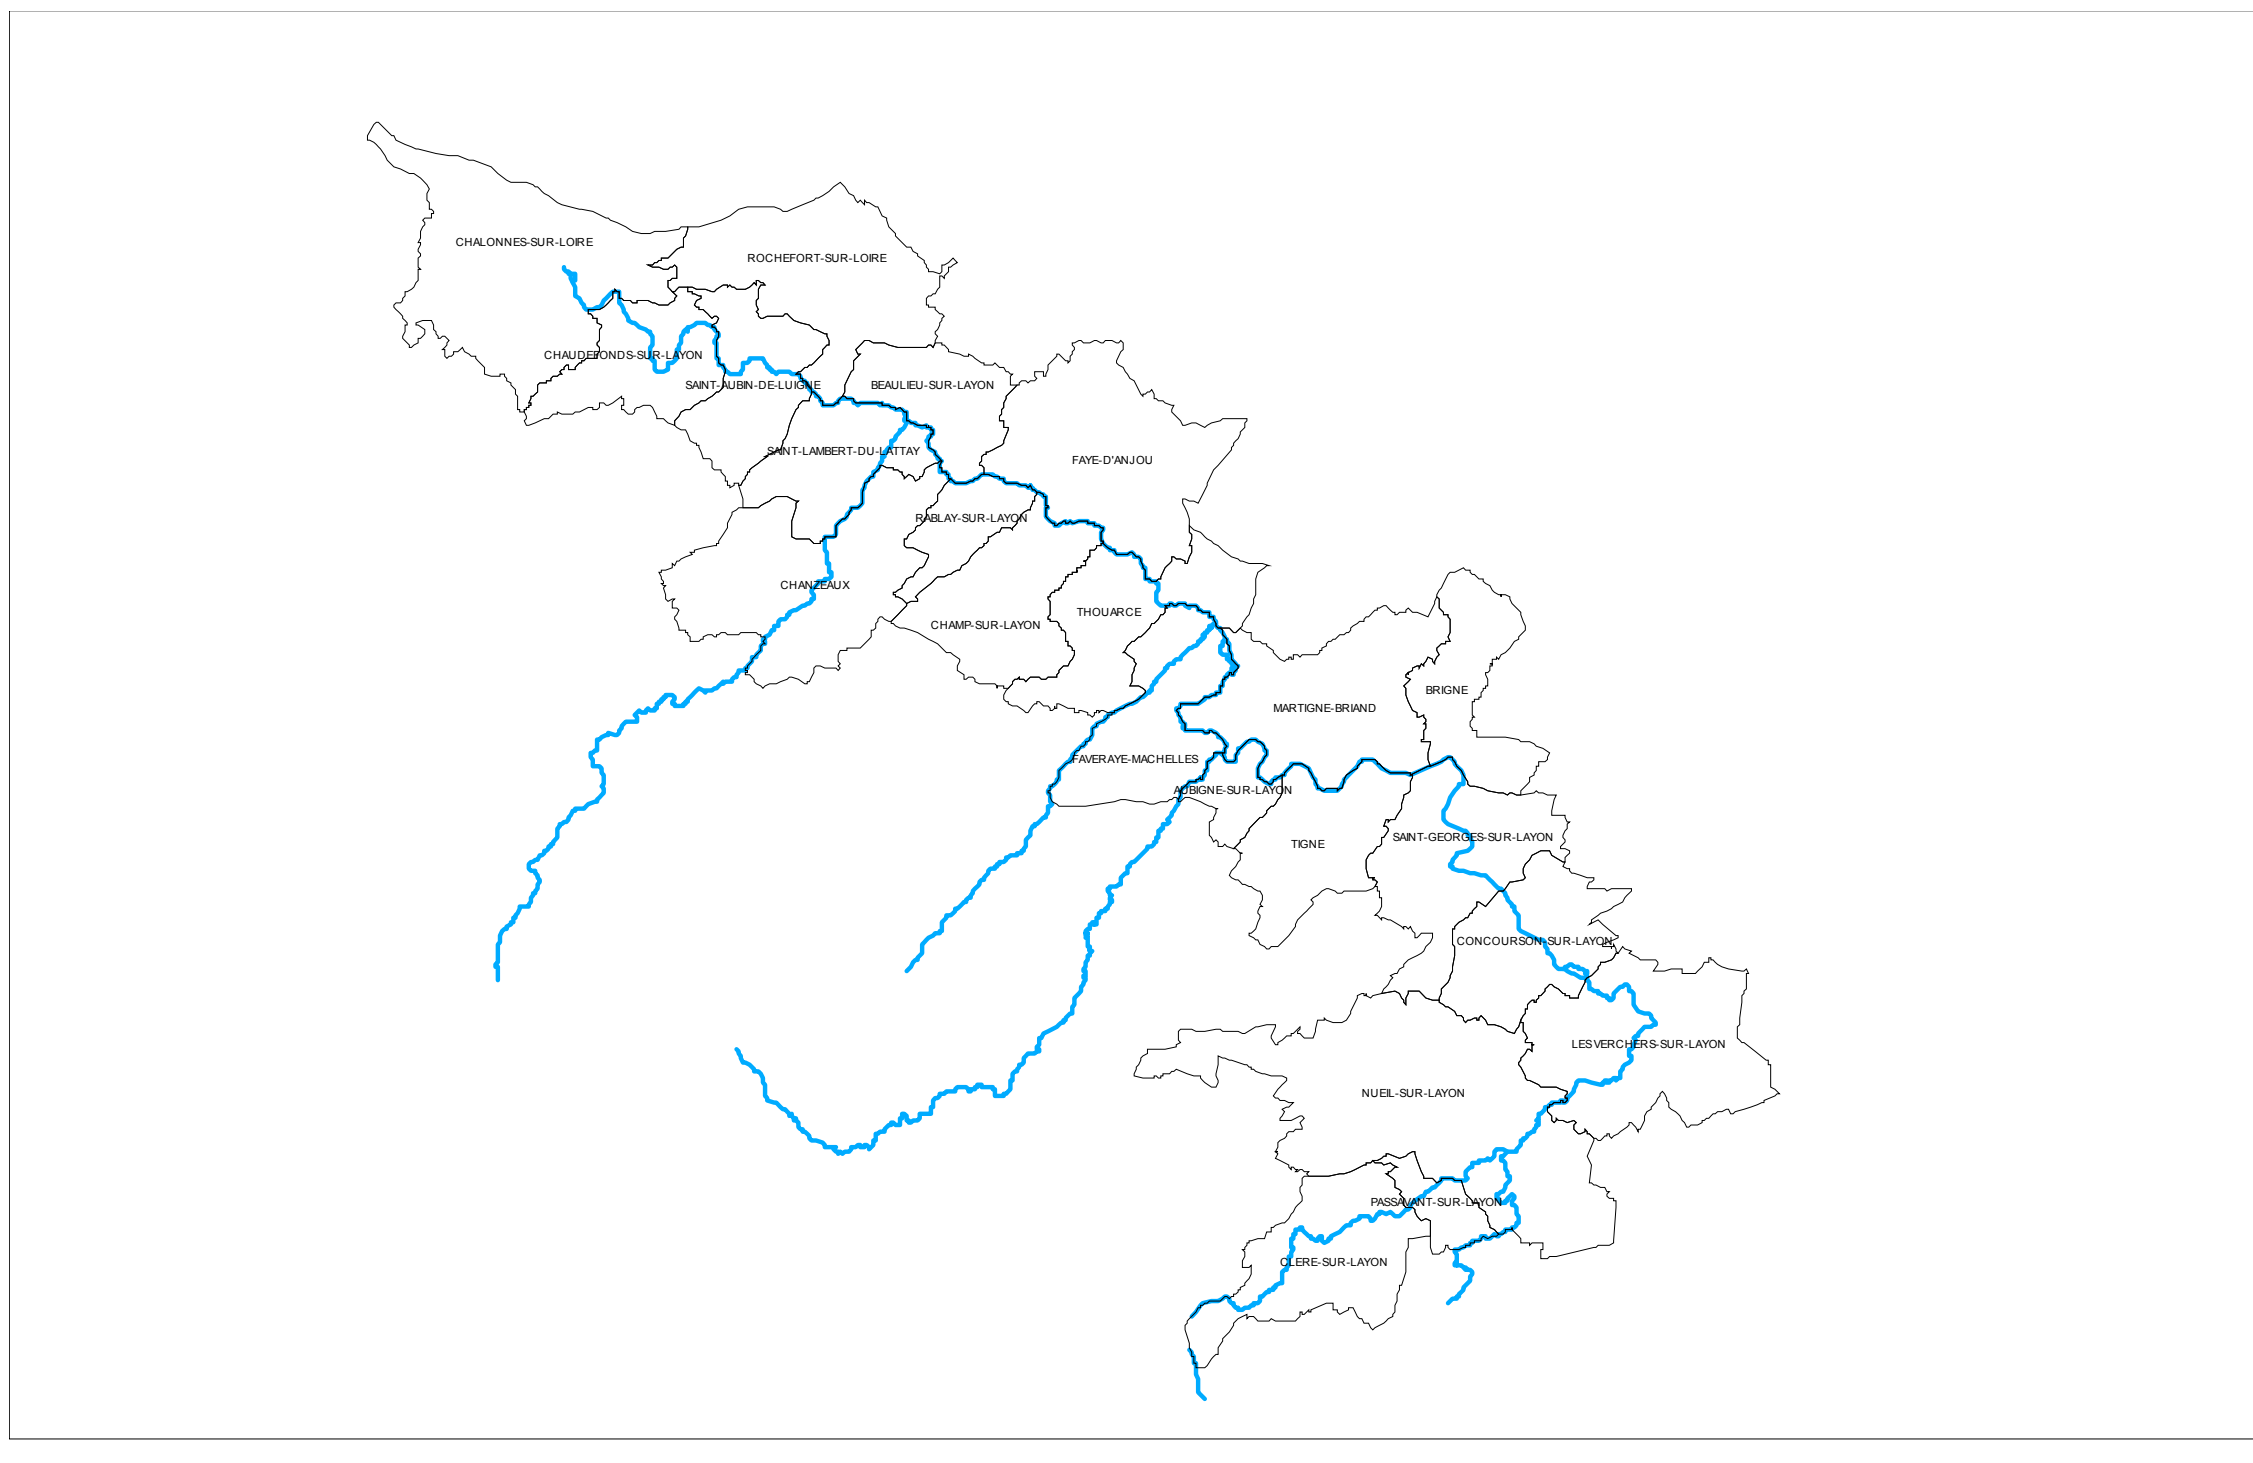 CHALONNES-SUR-LOIRE
ROCHEFORT-SUR-LOIRE
CHAUDEFONDS-SUR-LAYON
SAINT-AUBIN-DE-LUIGNE
BEAULIEU-SUR-LAYON
SAINT-LAMBERT-DU-LATTAY
FAYE-D'ANJOU
RABLAY-SUR-LAYON
CHANZEAUX
THOUARCE
CHAMP-SUR-LAYON
BRIGNE
MARTIGNE-BRIAND
FAVERAYE-MACHELLES
AUBIGNE-SUR-LAYON
SAINT-GEORGES-SUR-LAYON
TIGNE
CONCOURSON-SUR-LAYON
LES VERCHERS-SUR-LAYON
NUEIL-SUR-LAYON
PASSAVANT-SUR-LAYON
CLERE-SUR-LAYON